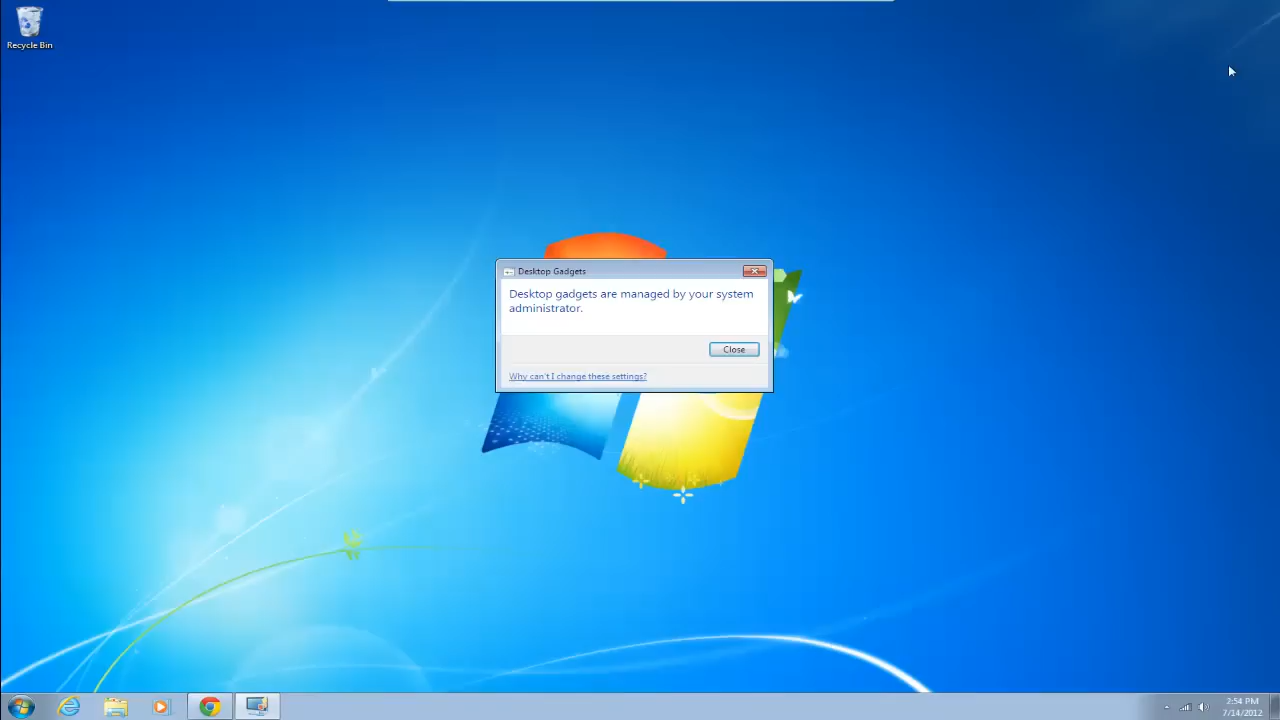 Recycle Bin
Desktop Gadgets
Desktop gadgets are managed by your system
administrator.
Close
Why can't I change these settings?
2:54 PM
7/14/2012